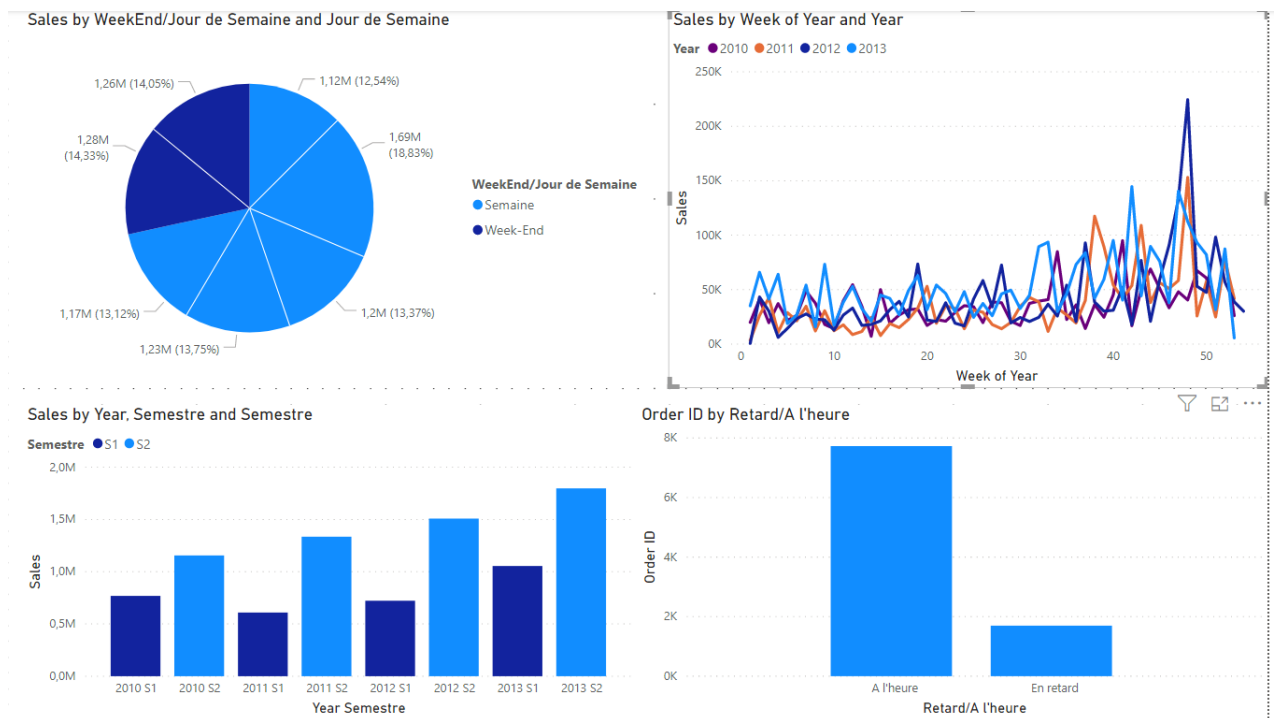 Sales by WeekEnd/Jour de Semaine and Jour de Semaine
1,26M (14,05%)
1,12M (12,54%)
1,28M
(14,33%)
1,69M
(18,83%)
WeekEnd/Jour de Semaine
Semaine
Week-End
1,17M (13,12%)
1,2M (13,37%)
1,23M (13,75%)
Sales by Week of Year and Year
Year 2010 2011 2012 2013
250K
200K
150K
100K
50K
0K
Sales
0 10 20 30 40 50
Week of Year
Sales by Year, Semestre and Semestre
Semestre S1 S2
2,0M
1,5M
1,0M
0,5M
0,0M
Sales
2010 S1 2010 S2 2011 S1 2011 S2 2012 S1 2012 S2 2013 S1 2013 S2
Year Semestre
Order ID by Retard/A l'heure
8K
6K
4K
2K
0K
Order ID
A l'heure En retard
Retard/A l'heure